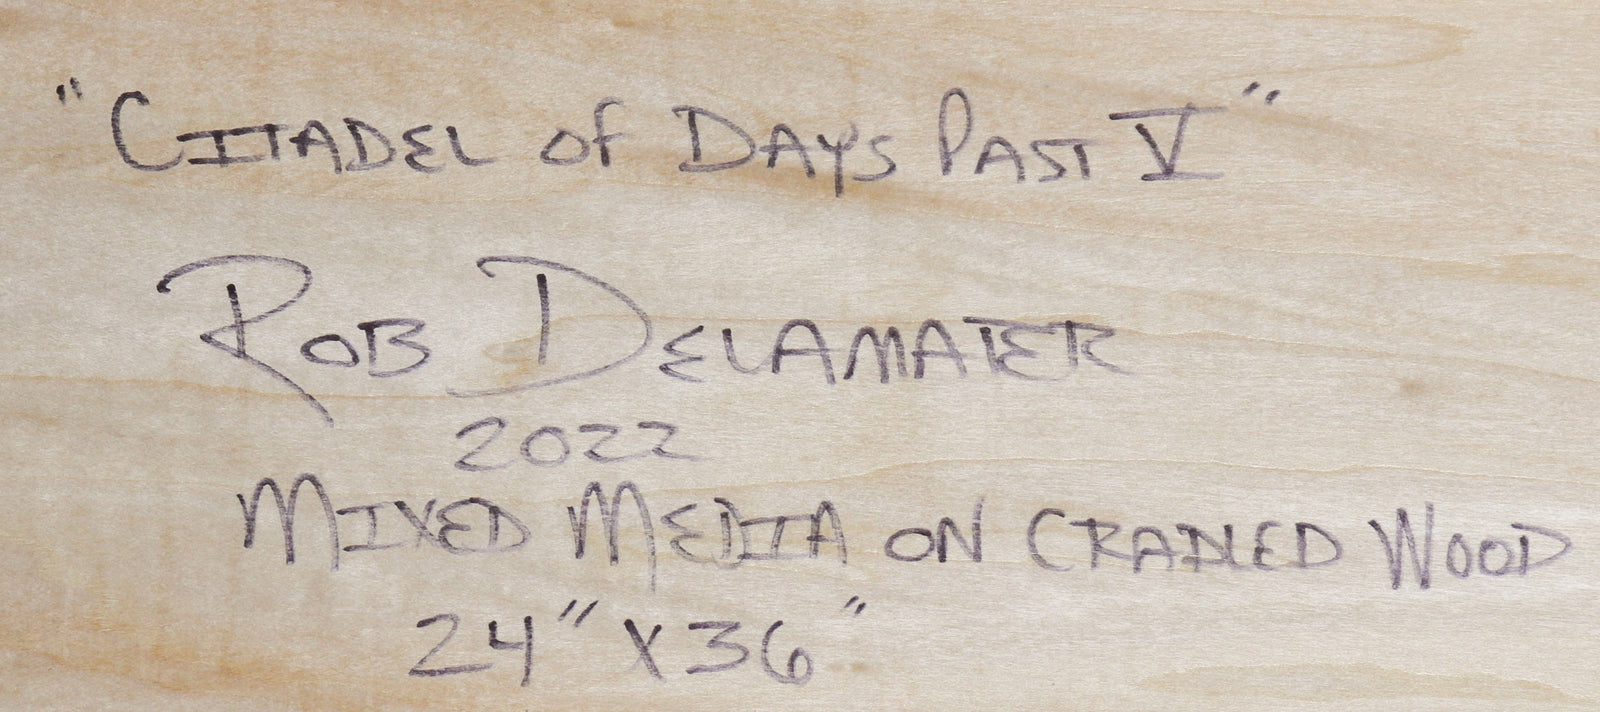 "Citadel of Days Past V"
Rob Delamater
2022
Mixed Media on Cradled Wood
24" x 36"